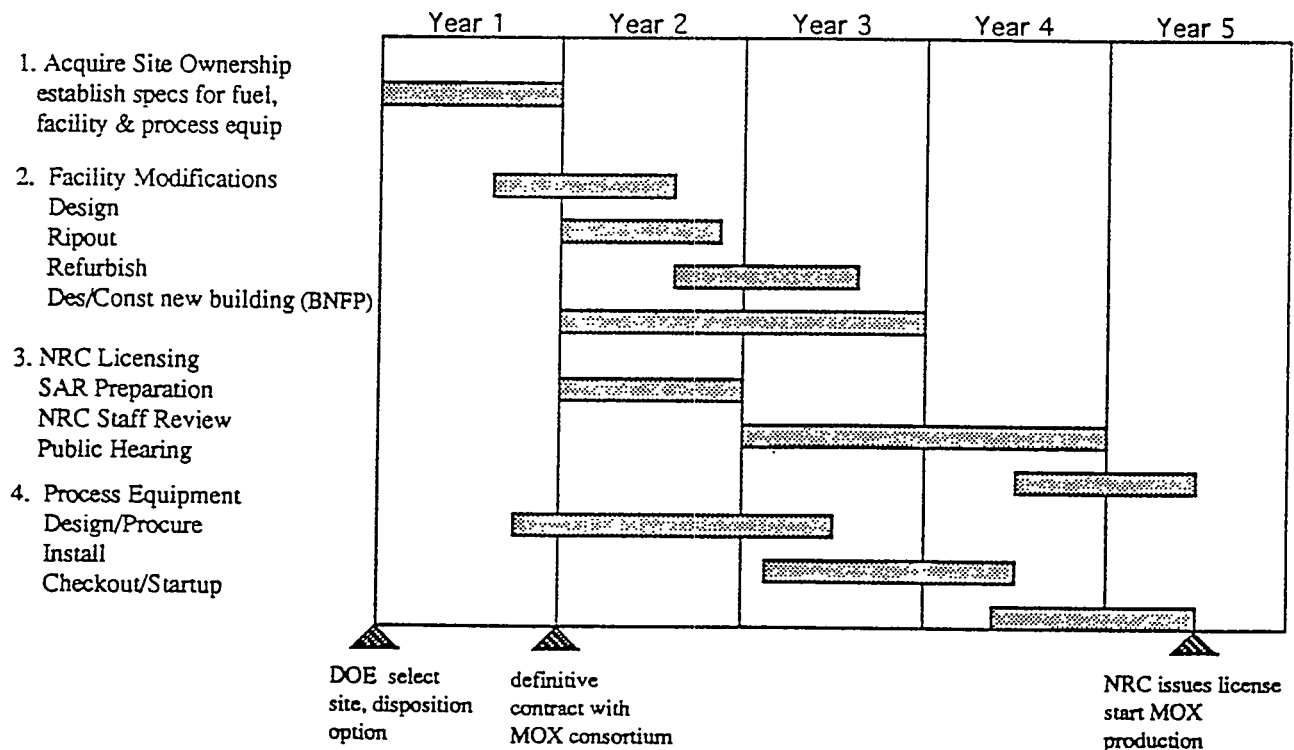 Year 1 Year 2 Year 3 Year 4 Year 5
1. Acquire Site Ownership
establish specs for fuel,
facility & process equip
2. Facility Modifications
Design
Ripout
Refurbish
Des/Const new building (BNFP)
3. NRC Licensing
SAR Preparation
NRC Staff Review
Public Hearing
4. Process Equipment
Design/Procure
Install
Checkout/Startup
DOE select
site, disposition
option
definitive
contract with
MOX consortium
NRC issues license
start MOX
production